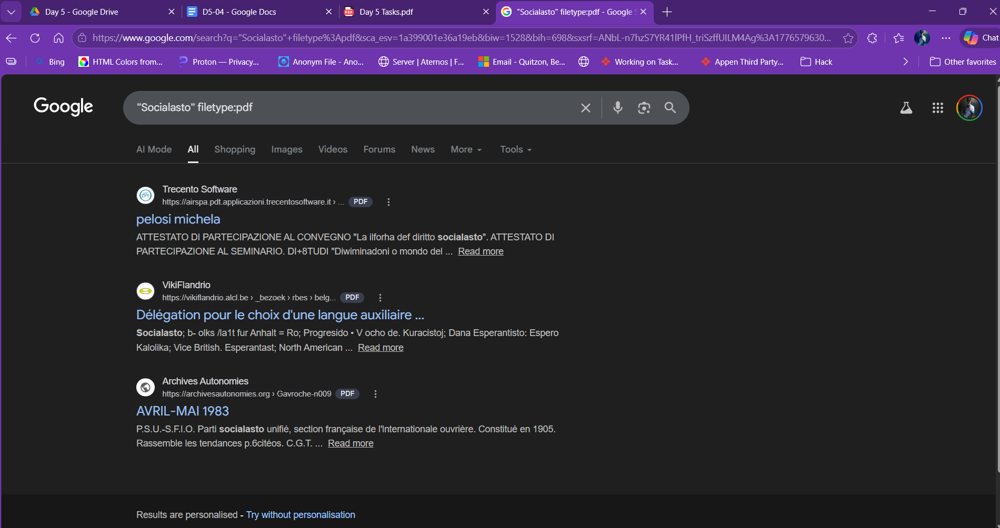 Day 5 - Google Drive
D5-04 - Google Docs
Day 5 Tasks.pdf
"Socialasto" filetype:pdf - Google S
https://www.google.com/search?q="Socialasto"+filetype%3Apdf&sca_esv=1a399001e36a19eb&biw=1528&bih=698&sxsrf=ANbL-n7hzS7YR41lPfH_triSzffUILM4Ag%3A1776579630...
Chat
Bing
HTML Colors from...
Proton — Privacy...
Anonym File - Ano...
Server | Aternos | F...
Email - Quitzon, Be...
Working on Task...
Appen Third Party...
Hack
Other favorites
Google
"Socialasto" filetype:pdf
AI Mode
All
Shopping
Images
Videos
Forums
News
More
Tools
Trecento Software
https://airspa.pdt.applicazioni.trecentosoftware.it › ... PDF
pelosi michela
ATTESTATO DI PARTECIPAZIONE AL CONVEGNO "La ilforha def diritto socialasto". ATTESTATO DI
PARTECIPAZIONE AL SEMINARIO. DI+8TUDI "Diwiminadoni o mondo del ... Read more
VikiFlandrio
https://vikiflandrio.alcl.be › _bezoek › rbes › belg... PDF
Délégation pour le choix d'une langue auxiliaire ...
Socialasto; b- olks /la1t fur Anhalt = Ro; Progresido • V ocho de. Kuracistoj; Dana Esperantisto: Espero
Kalolika; Vice British. Esperantast; North American ... Read more
Archives Autonomies
https://archivesautonomies.org › Gavroche-n009 PDF
AVRIL-MAI 1983
P.S.U.-S.F.I.O. Parti socialasto unifié, section française de l'Internationale ouvrière. Constitué en 1905.
Rassemble les tendances p.6citéos. C.G.T. ... Read more
Results are personalised - Try without personalisation